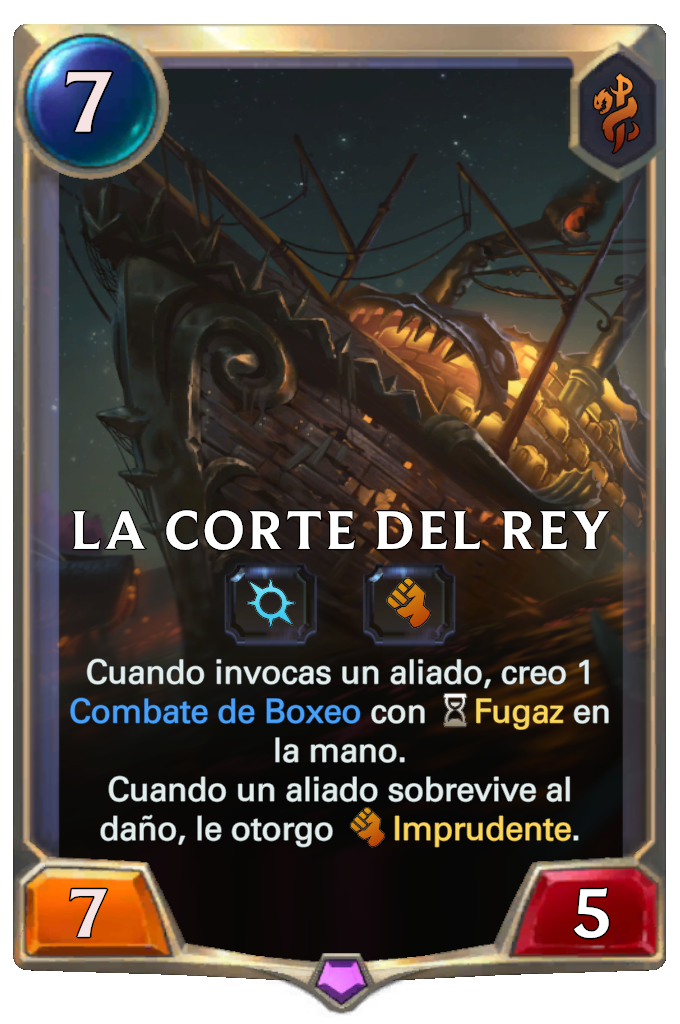 7
LA CORTE DEL REY
Cuando invocas un aliado, creo 1
Combate de Boxeo con Fugaz en
la mano.
Cuando un aliado sobrevive al
daño, le otorgo Imprudente.
7
5